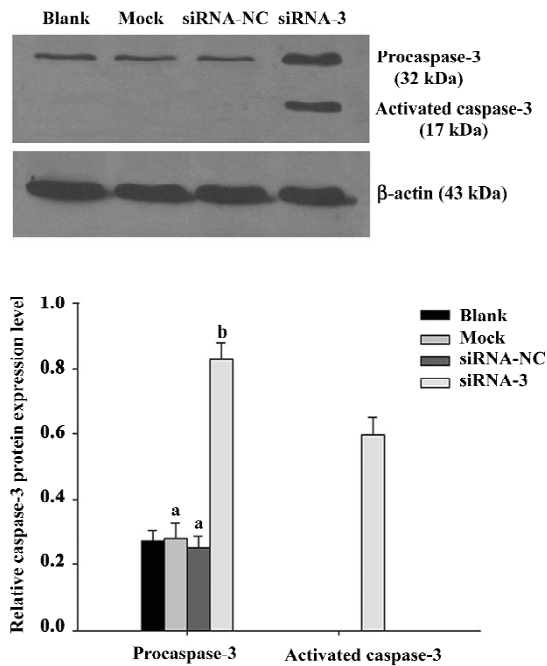 Blank Mock siRNA-NC siRNA-3
Procaspase-3
(32 kDa)
Activated caspase-3
(17 kDa)
β-actin (43 kDa)
Relative caspase-3 protein expression level
1.0
0.8
0.6
0.4
0.2
0.0
a
a
b
Blank
Mock
siRNA-NC
siRNA-3
Procaspase-3
Activated caspase-3